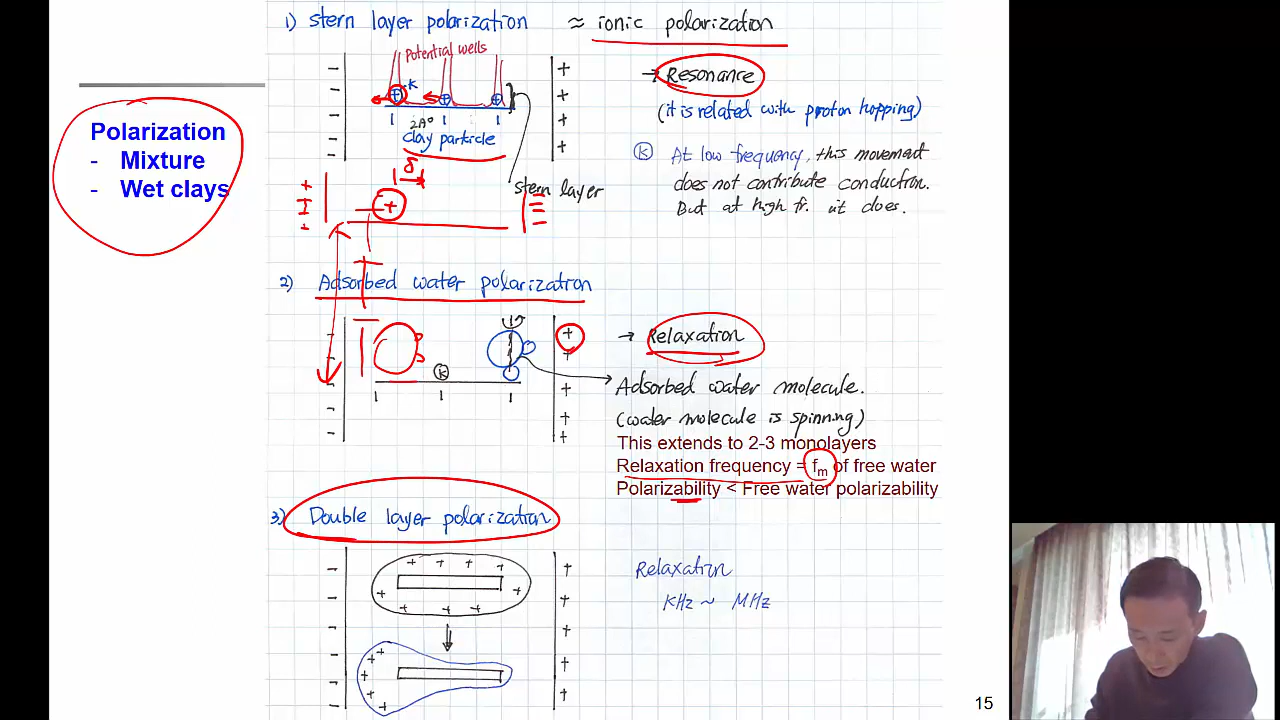 Polarization
- Mixture
- Wet clays
1) stern layer polarization ≈ ionic polarization
Potential wells
K
2A°
clay particle
δ
stern layer
→ Resonance
(it is related with proton hopping)
Ⓚ At low frequency, this movement
does not contribute conduction.
But at high fr. it does.
2) Adsorbed water polarization
K
→ Relaxation
Adsorbed water molecule.
(water molecule is spinning)
This extends to 2-3 monolayers
Relaxation frequency = fm of free water
Polarizability < Free water polarizability
3) Double layer polarization
Relaxation
KHz ~ MHz
15